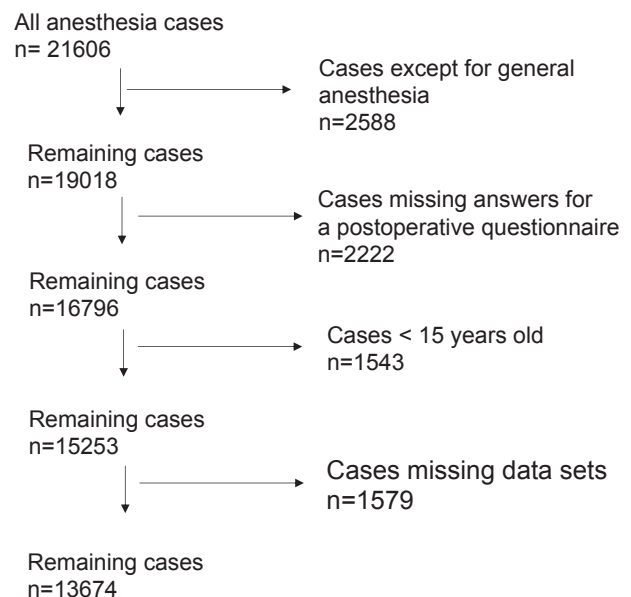 All anesthesia cases
n= 21606
Cases except for general
anesthesia
n=2588
Remaining cases
n=19018
Cases missing answers for
a postoperative questionnaire
n=2222
Remaining cases
n=16796
Cases < 15 years old
n=1543
Remaining cases
n=15253
Cases missing data sets
n=1579
Remaining cases
n=13674